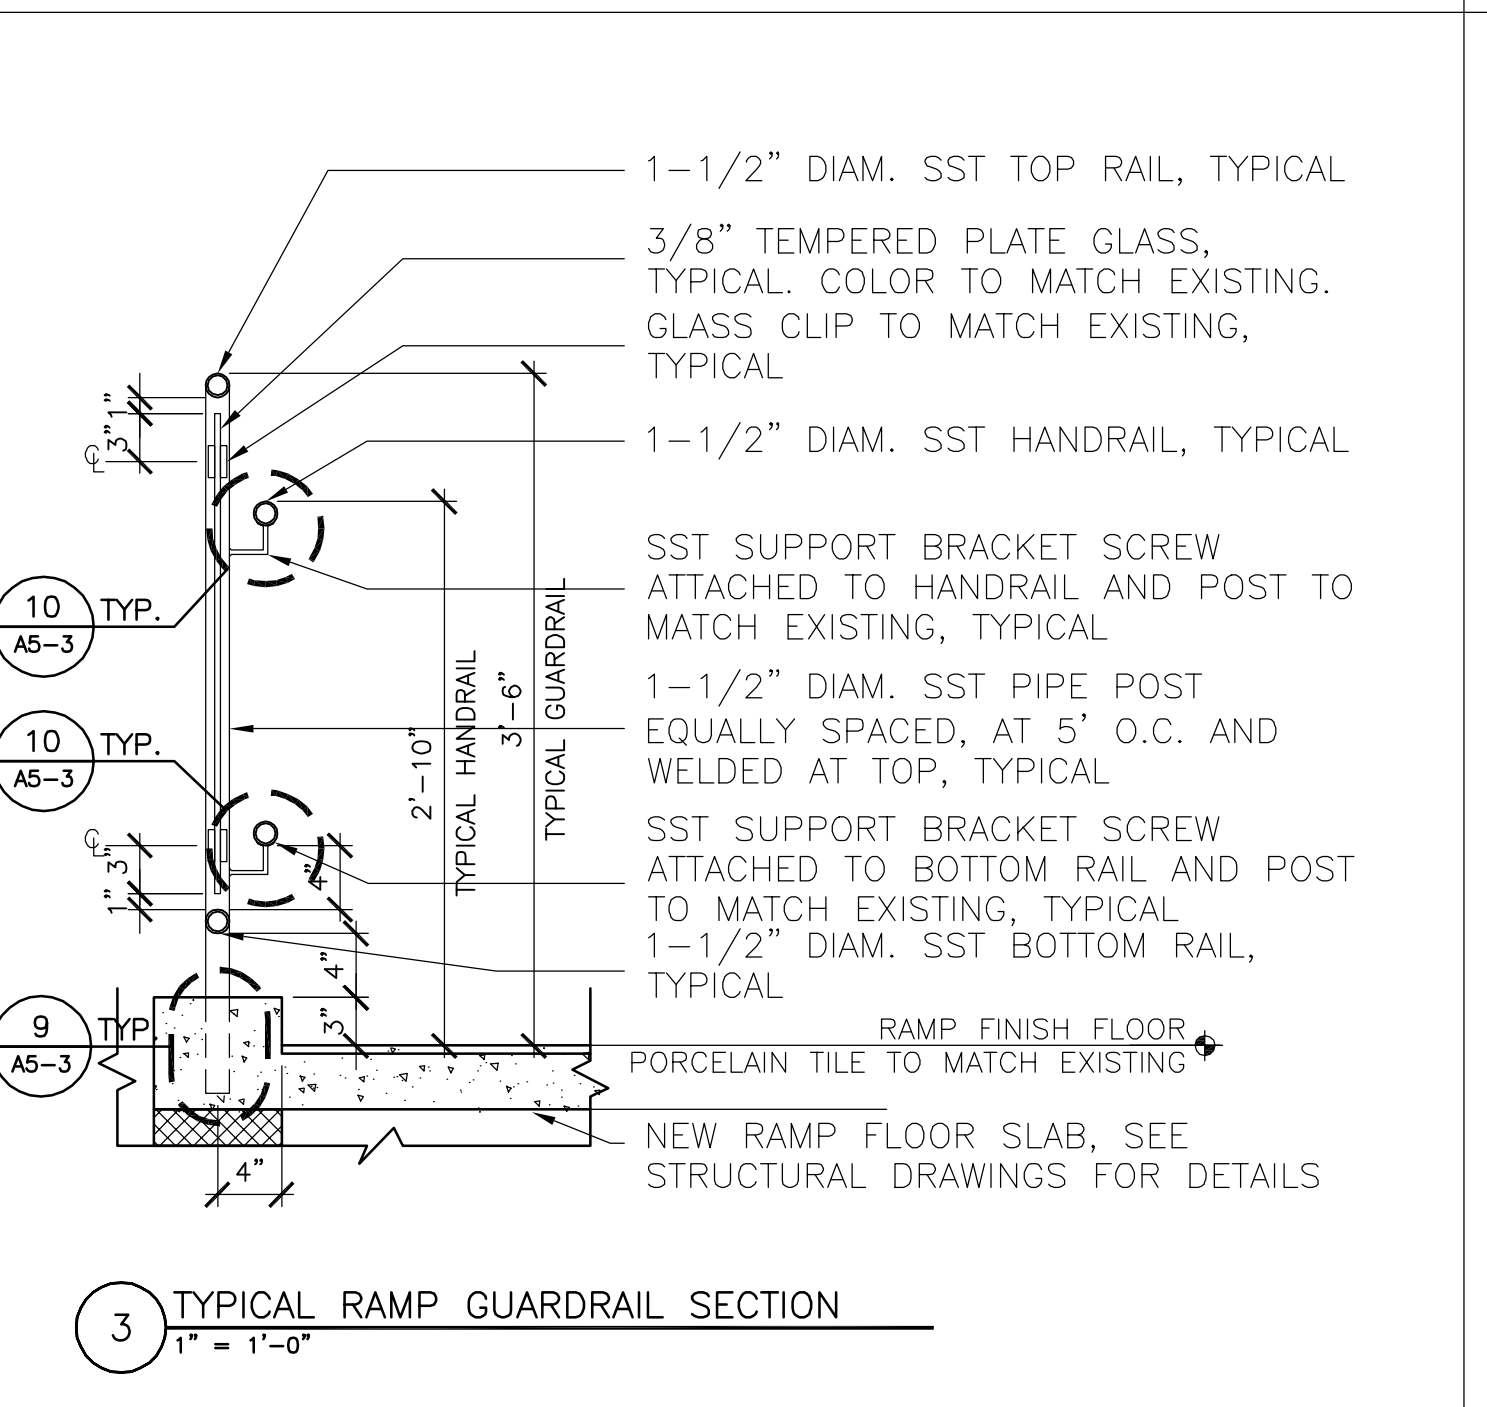 1-1/2" DIAM. SST TOP RAIL, TYPICAL
3/8" TEMPERED PLATE GLASS,
TYPICAL. COLOR TO MATCH EXISTING.
GLASS CLIP TO MATCH EXISTING,
TYPICAL
1"
3"
CL
1-1/2" DIAM. SST HANDRAIL, TYPICAL
SST SUPPORT BRACKET SCREW
ATTACHED TO HANDRAIL AND POST TO
MATCH EXISTING, TYPICAL
10
A5-3
TYP.
1-1/2" DIAM. SST PIPE POST
EQUALLY SPACED, AT 5' O.C. AND
WELDED AT TOP, TYPICAL
10
A5-3
TYP.
2'-10"
TYPICAL HANDRAIL
3'-6"
TYPICAL GUARDRAIL
SST SUPPORT BRACKET SCREW
ATTACHED TO BOTTOM RAIL AND POST
TO MATCH EXISTING, TYPICAL
CL
3"
1"
4"
1-1/2" DIAM. SST BOTTOM RAIL,
TYPICAL
4"
3"
9
A5-3
TYP
RAMP FINISH FLOOR
PORCELAIN TILE TO MATCH EXISTING
NEW RAMP FLOOR SLAB, SEE
STRUCTURAL DRAWINGS FOR DETAILS
4"
3
TYPICAL RAMP GUARDRAIL SECTION
1" = 1'-0"